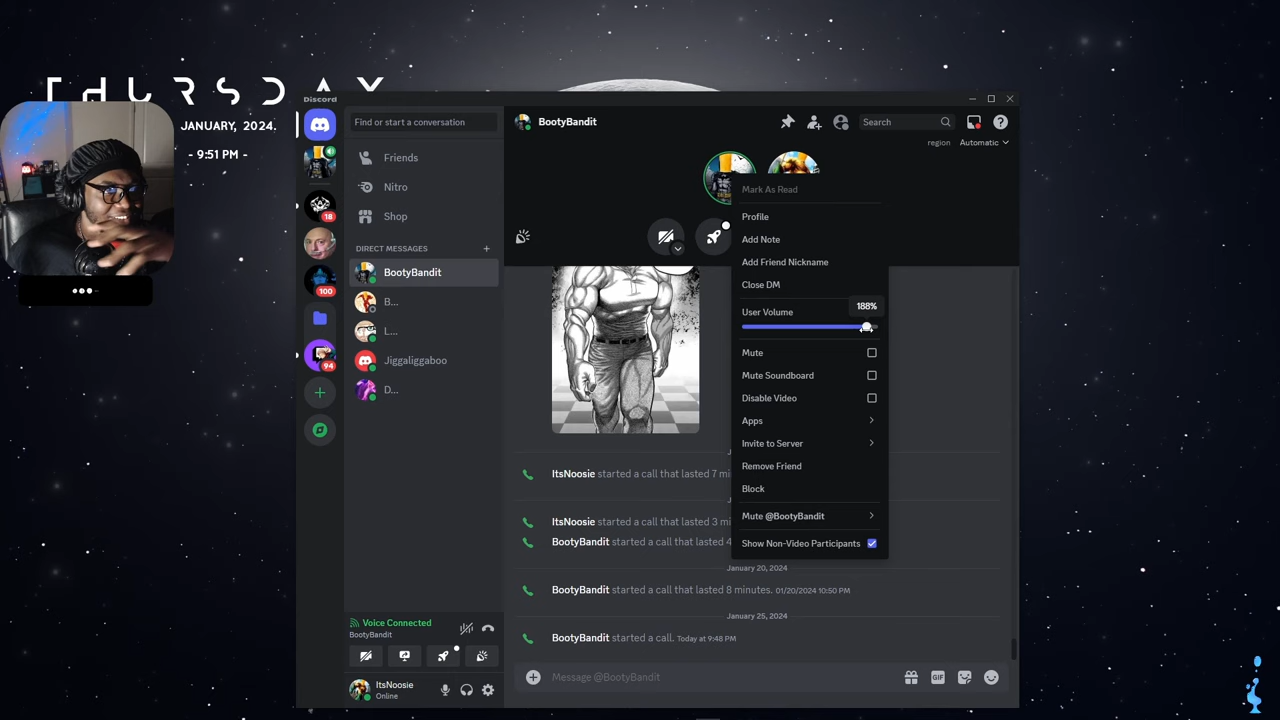 THURSDAY
JANUARY, 2024.
- 9:51 PM -
Discord
Find or start a conversation
Friends
Nitro
Shop
DIRECT MESSAGES
BootyBandit
B...
L...
Jiggaliggaboo
D...
18
100
94
Voice Connected
BootyBandit
ItsNoosie
Online
BootyBandit
Search
region
Automatic
Mark As Read
Profile
Add Note
Add Friend Nickname
Close DM
188%
User Volume
Mute
Mute Soundboard
Disable Video
Apps
Invite to Server
Remove Friend
Block
Mute @BootyBandit
Show Non-Video Participants
ItsNoosie started a call that lasted 7 mi
ItsNoosie started a call that lasted 3 m
BootyBandit started a call that lasted 4
January 20, 2024
BootyBandit started a call that lasted 8 minutes. 01/20/2024 10:50 PM
January 25, 2024
BootyBandit started a call. Today at 9:48 PM
Message @BootyBandit
GIF